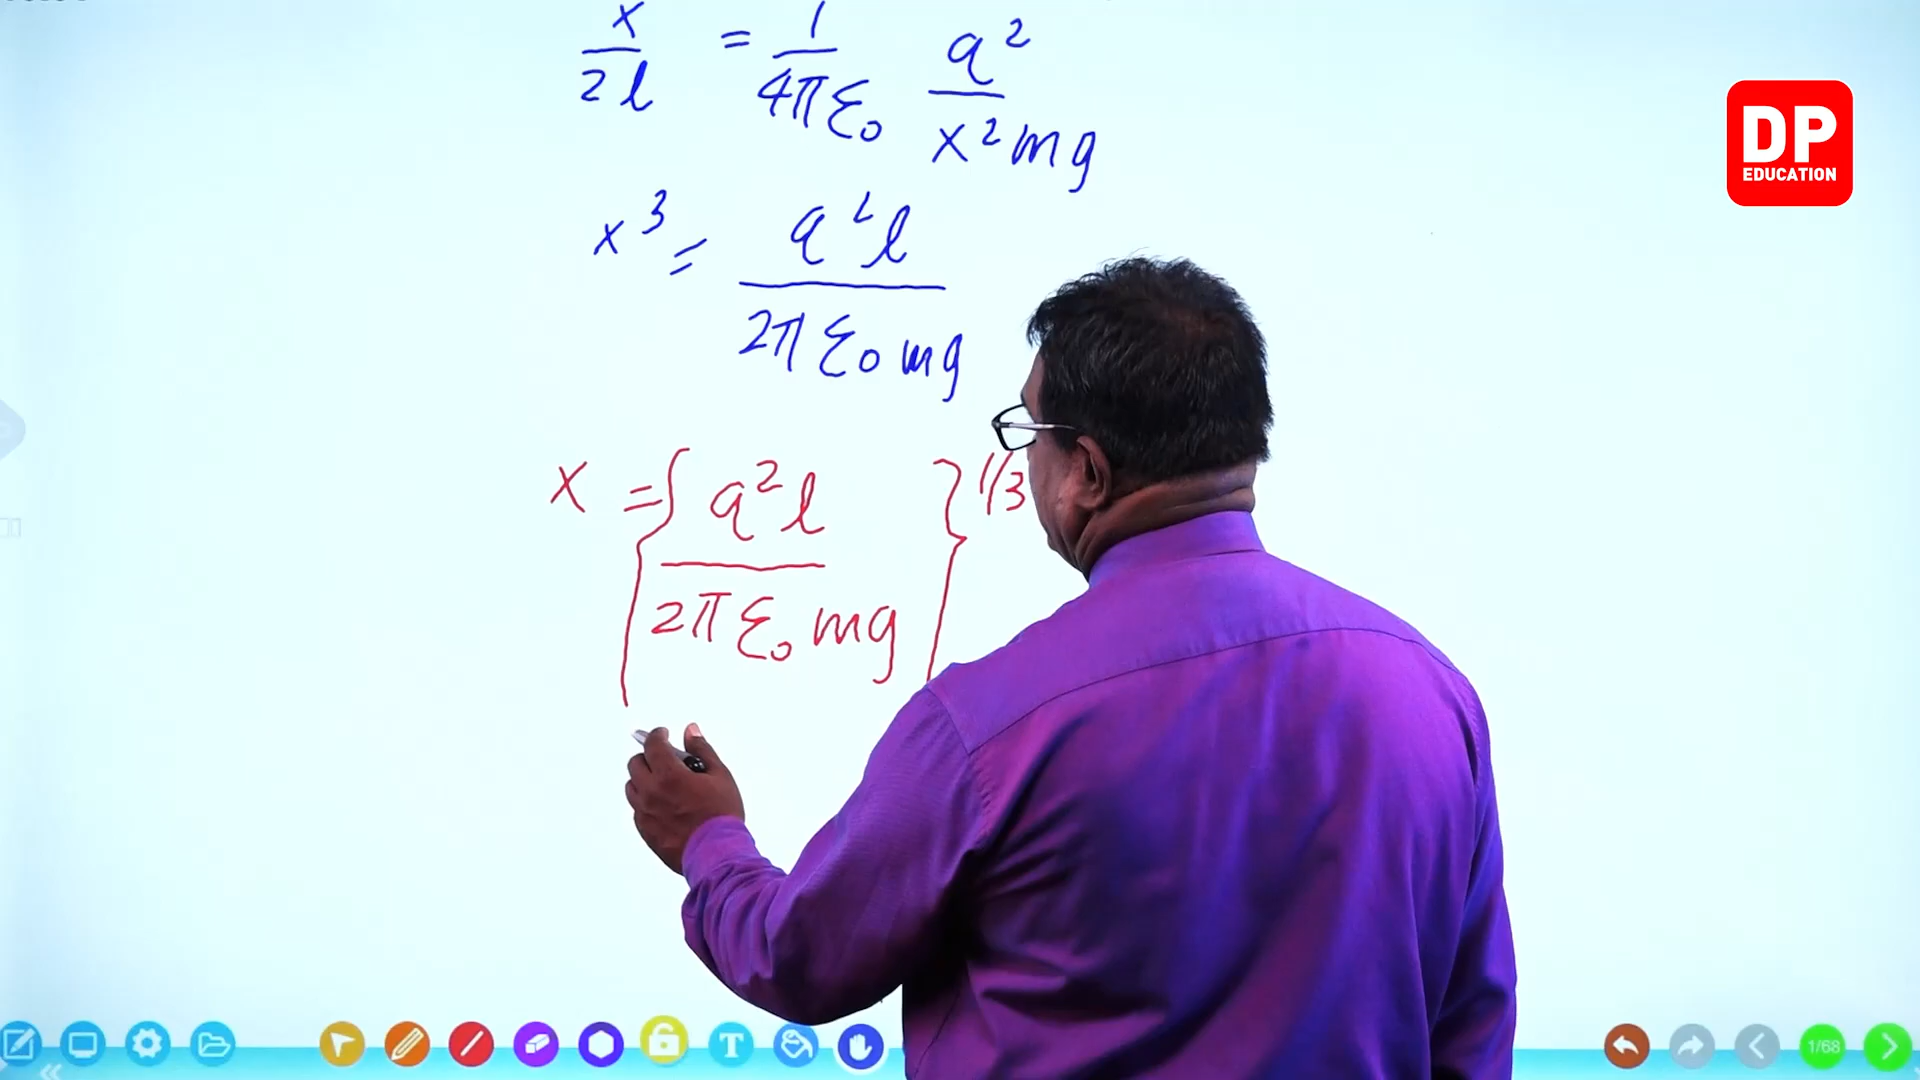 x/2l = 1/4πε₀ q²/x²mg
x³ = q²l/2πε₀mg
x = {q²l/2πε₀mg}^1/3
DP
EDUCATION
T
1/68